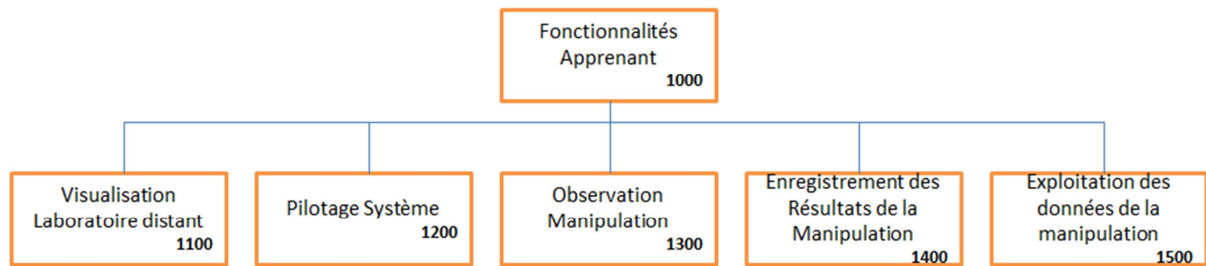 Fonctionnalités
Apprenant
1000
Visualisation
Laboratoire distant
1100
Pilotage Système
1200
Observation
Manipulation
1300
Enregistrement des
Résultats de la
Manipulation
1400
Exploitation des
données de la
manipulation
1500